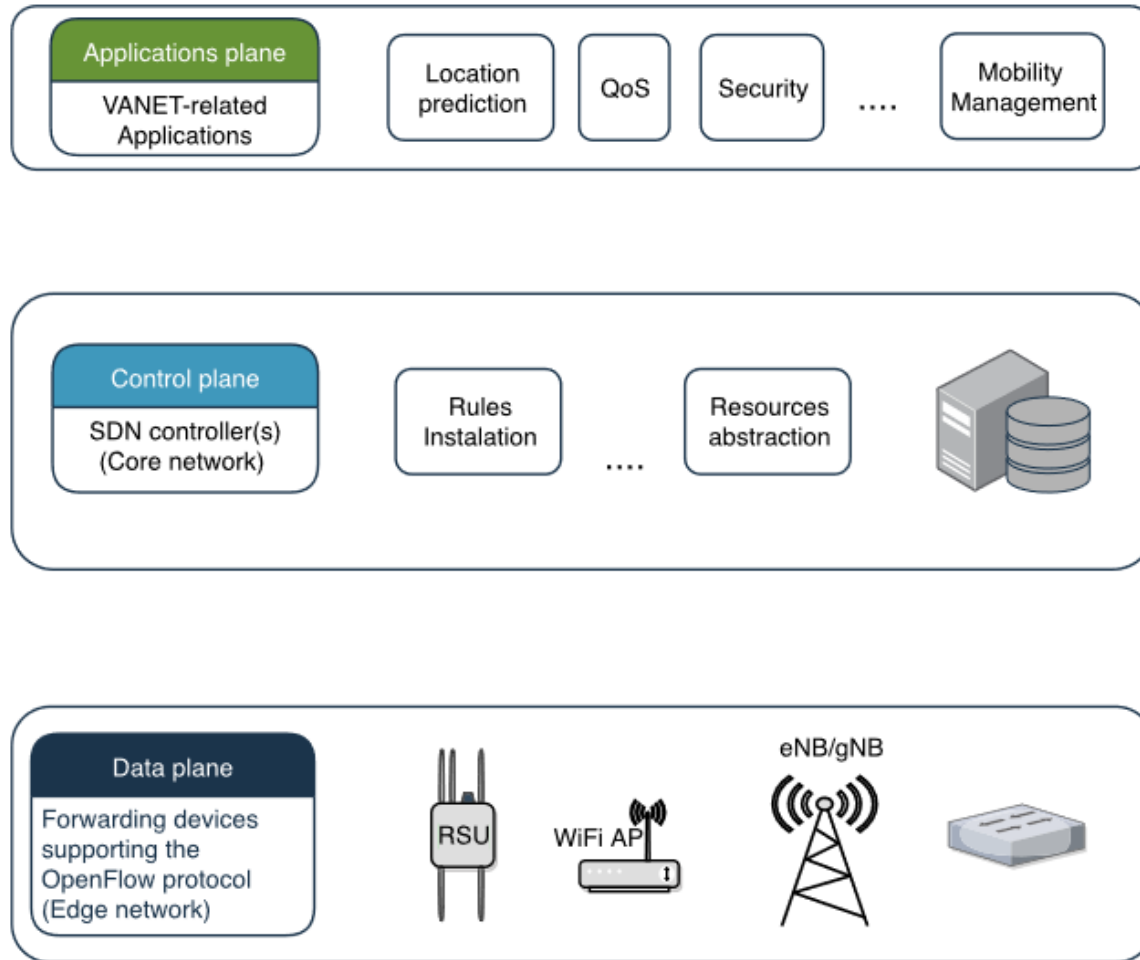 Applications plane
VANET-related
Applications
Location
prediction
QoS
Security
....
Mobility
Management
Control plane
SDN controller(s)
(Core network)
Rules
Instalation
....
Resources
abstraction
Data plane
Forwarding devices
supporting the
OpenFlow protocol
(Edge network)
RSU
WiFi AP
eNB/gNB